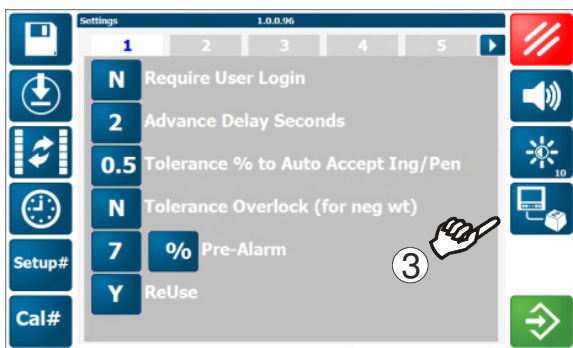 Settings 1.0.0.96
1 2 3 4 5
N Require User Login
2 Advance Delay Seconds
0.5 Tolerance % to Auto Accept Ing/Pen
10
N Tolerance Overlock (for neg wt)
Setup# 7 % Pre-Alarm
3
Y ReUse
Cal#